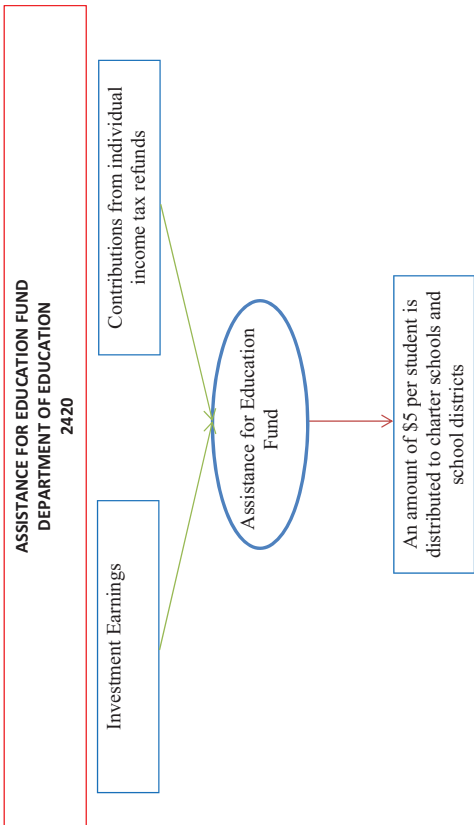 ASSISTANCE FOR EDUCATION FUND
DEPARTMENT OF EDUCATION
2420
Investment Earnings
Contributions from individual
income tax refunds
Assistance for Education
Fund
An amount of $5 per student is
distributed to charter schools and
school districts